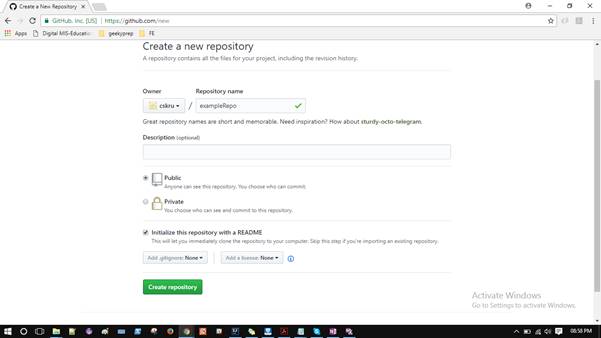 Create a New Repository
GitHub, Inc. [US] | https://github.com/new
Apps
Digital MIS-Education
geekyprep
FE
Create a new repository
A repository contains all the files for your project, including the revision history.
Owner Repository name
cskru / exampleRepo
Great repository names are short and memorable. Need inspiration? How about sturdy-octo-telegram.
Description (optional)
Public
Anyone can see this repository. You choose who can commit.
Private
You choose who can see and commit to this repository.
Initialize this repository with a README
This will let you immediately clone the repository to your computer. Skip this step if you're importing an existing repository.
Add .gitignore: None Add a license: None
Create repository
Activate Windows
Go to Settings to activate Windows.
08:58 PM